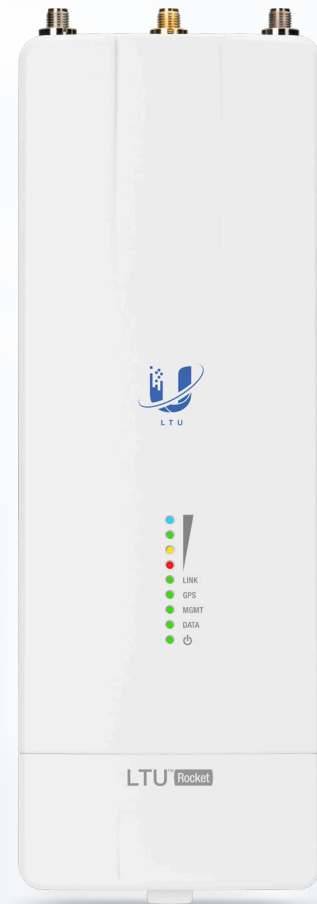 LTU
LINK
GPS
MGMT
DATA
LTU™ Rocket